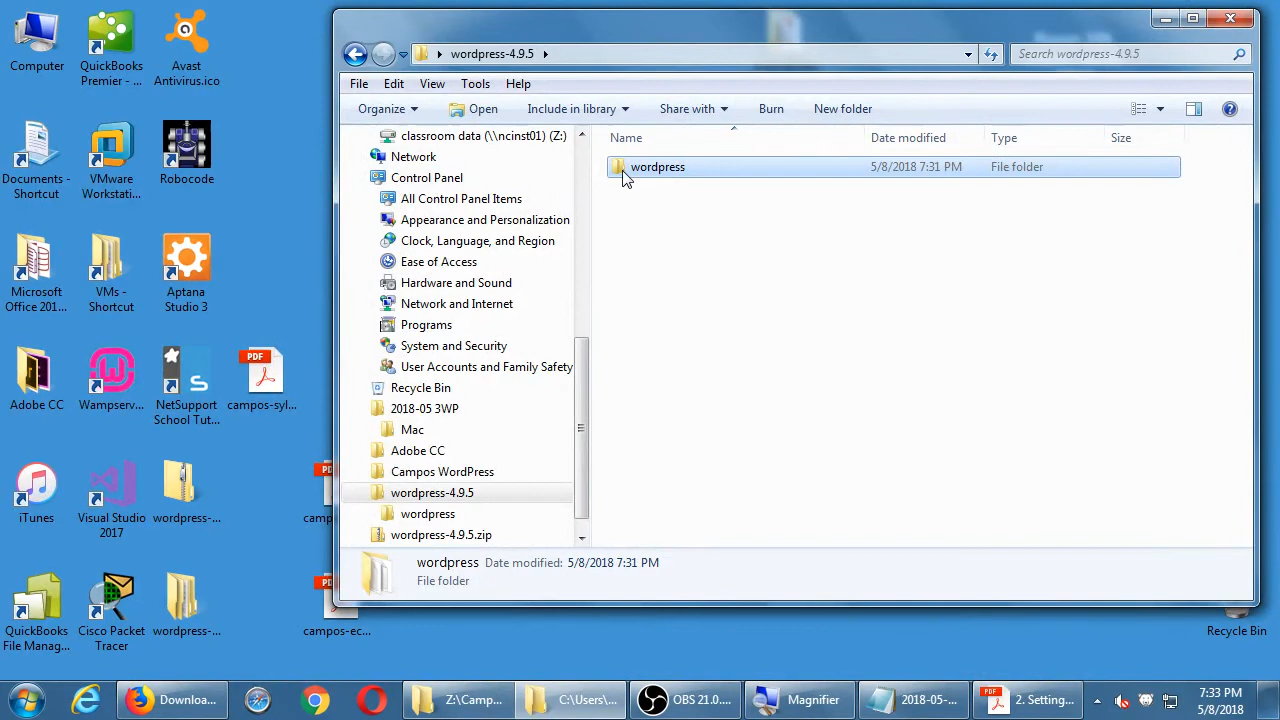 Computer
QuickBooks
Premier - ...
Avast
Antivirus.ico
Documents -
Shortcut
VMware
Workstati...
Robocode
Microsoft
Office 201...
VMs -
Shortcut
Aptana
Studio 3
Adobe CC
Wampserv...
NetSupport
School Tut...
PDF
campos-syl...
iTunes
Visual Studio
2017
wordpress-...
QuickBooks
File Manag...
Cisco Packet
Tracer
wordpress-...
campos-ec...
Recycle Bin
wordpress-4.9.5
Search wordpress-4.9.5
File Edit View Tools Help
Organize Open Include in library Share with Burn New folder
classroom data (\\ncinst01) (Z:)
Network
Control Panel
All Control Panel Items
Appearance and Personalization
Clock, Language, and Region
Ease of Access
Hardware and Sound
Network and Internet
Programs
System and Security
User Accounts and Family Safety
Recycle Bin
2018-05 3WP
Mac
Adobe CC
Campos WordPress
wordpress-4.9.5
wordpress
wordpress-4.9.5.zip
Name Date modified Type Size
wordpress 5/8/2018 7:31 PM File folder
wordpress Date modified: 5/8/2018 7:31 PM
File folder
Downloa...
Z:\Camp...
C:\Users\...
OBS 21.0....
Magnifier
2018-05-...
PDF
2. Setting...
7:33 PM
5/8/2018